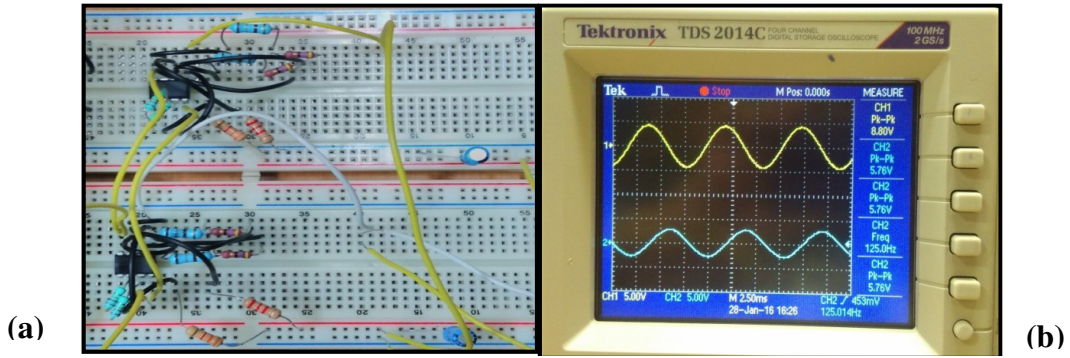 (a)
(b)
Tektronix TDS 2014C FOUR CHANNEL DIGITAL STORAGE OSCILLOSCOPE
100 MHz
2 GS/s
Tek Stop M Pos: 0.000s MEASURE
CH1
Pk-Pk
8.80V
CH2
Pk-Pk
5.76V
CH2
Pk-Pk
5.76V
CH2
Freq
125.0Hz
CH2
Pk-Pk
5.76V
1
2
CH1 5.00V CH2 5.00V M 2.50ms CH2 453mV
28-Jan-16 16:26 125.014Hz